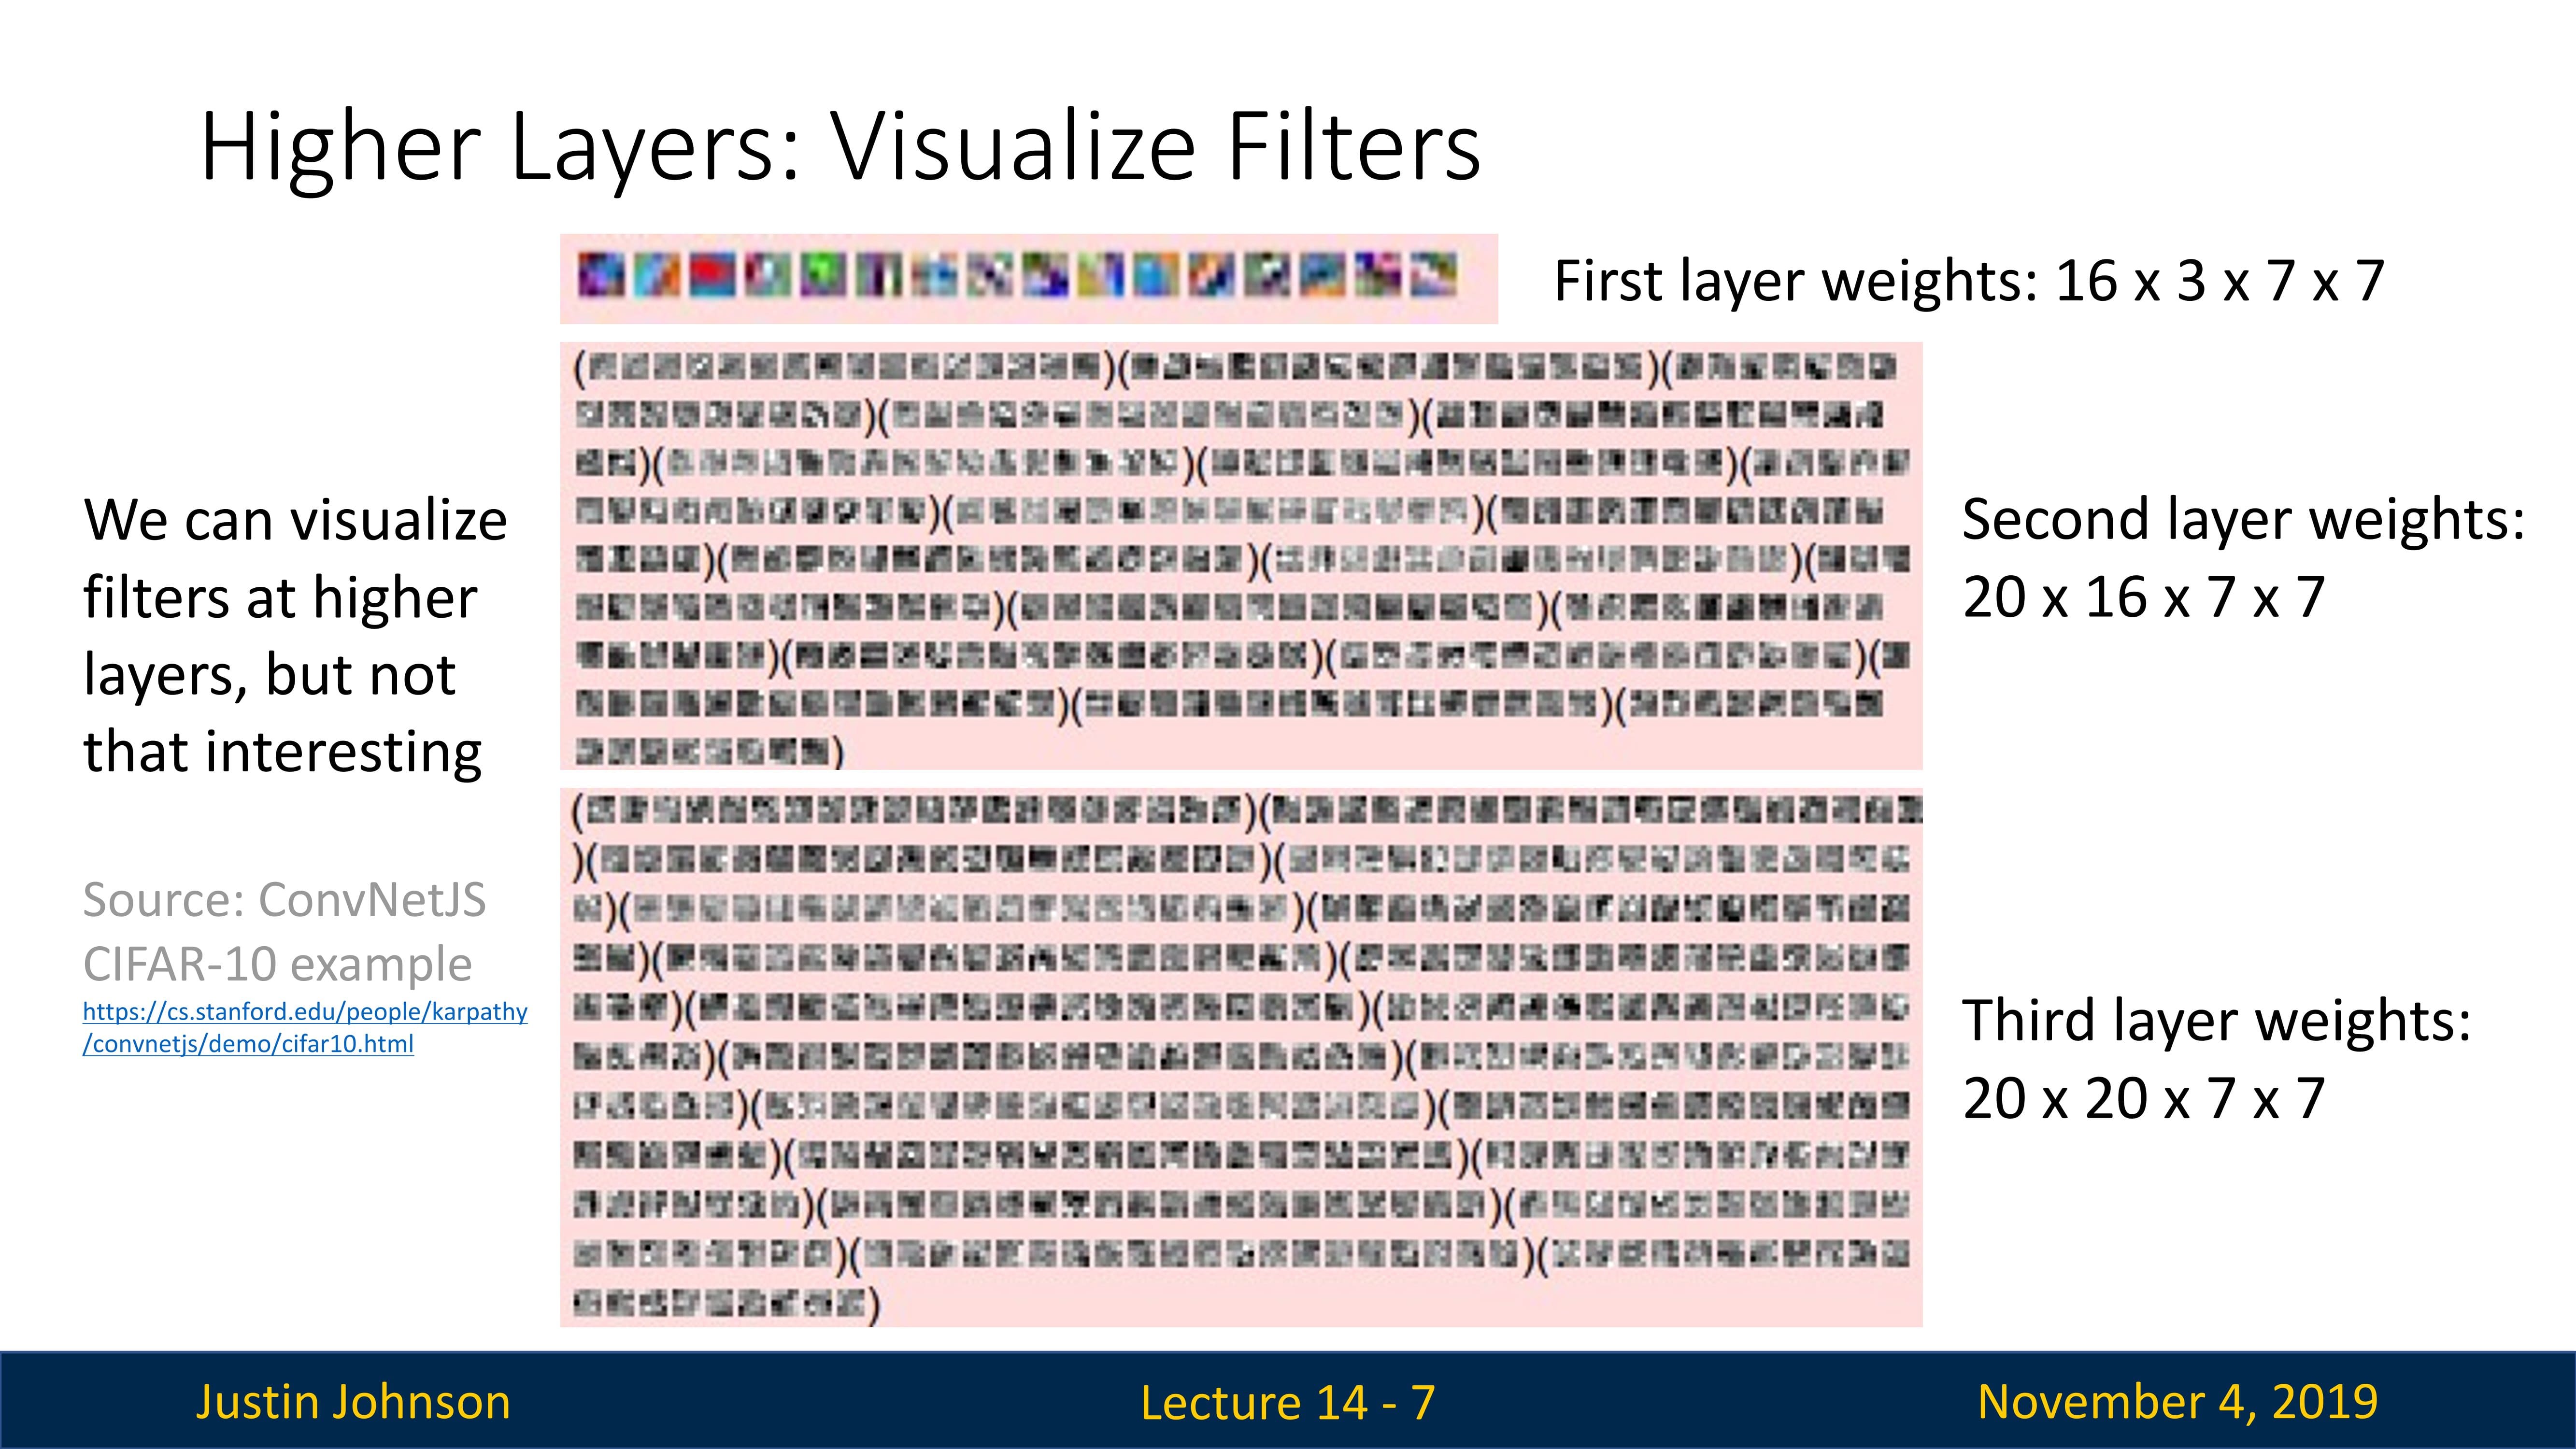 Higher Layers: Visualize Filters
First layer weights: 16 x 3 x 7 x 7
We can visualize
filters at higher
layers, but not
that interesting
Source: ConvNetJS
CIFAR-10 example
https://cs.stanford.edu/people/karpathy
/convnetjs/demo/cifar10.html
Second layer weights:
20 x 16 x 7 x 7
Third layer weights:
20 x 20 x 7 x 7
Justin Johnson
Lecture 14 - 7
November 4, 2019